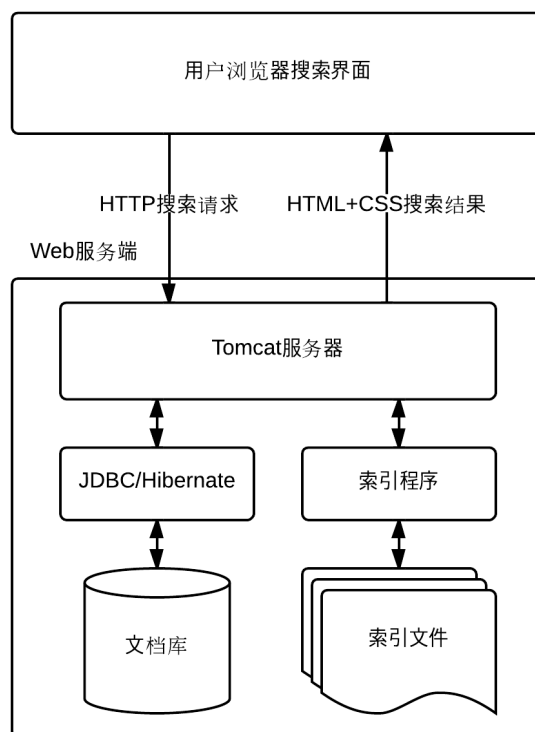 用户浏览器搜索界面
HTTP搜索请求
HTML+CSS搜索结果
Web服务端
Tomcat服务器
JDBC/Hibernate
索引程序
文档库
索引文件